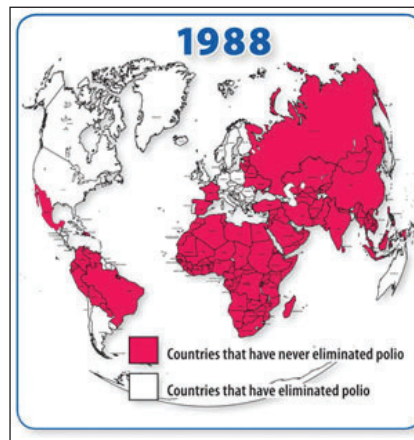 1988
Countries that have never eliminated polio
Countries that have eliminated polio